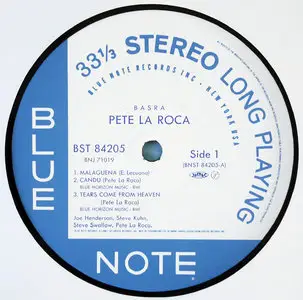 33⅓ STEREO LONG PLAYING
BLUE NOTE RECORDS INC · NEW YORK USA
BASRA
PETE LA ROCA
BST 84205
BNJ 71019
Side 1
(BNST 84205-A)
1. MALAGUENA (E. Lecuona)
2. CANDU (Pete La Roca)
BLUE HORIZON MUSIC - BMI
3. TEARS COME FROM HEAVEN
(Pete La Roca)
BLUE HORIZON MUSIC - BMI
Joe Henderson, Steve Kuhn,
Steve Swallow, Pete La Roca.
BLUE
NOTE